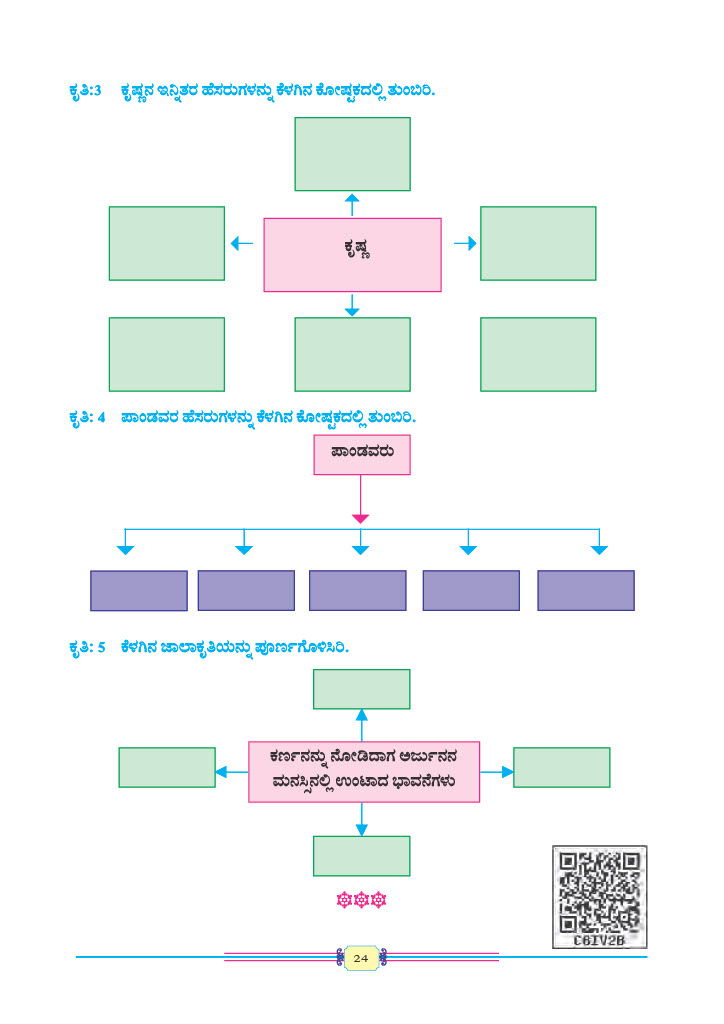 ಕೃತಿ:3 ಕೃಷ್ಣನ ಇನ್ನಿತರ ಹೆಸರುಗಳನ್ನು ಕೆಳಗಿನ ಕೋಷ್ಟಕದಲ್ಲಿ ತುಂಬಿರಿ.
ಕೃಷ್ಣ
ಕೃತಿ: 4 ಪಾಂಡವರ ಹೆಸರುಗಳನ್ನು ಕೆಳಗಿನ ಕೋಷ್ಟಕದಲ್ಲಿ ತುಂಬಿರಿ.
ಪಾಂಡವರು
ಕೃತಿ: 5 ಕೆಳಗಿನ ಜಾಲಾಕೃತಿಯನ್ನು ಪೂರ್ಣಗೊಳಿಸಿರಿ.
ಕರ್ಣನನ್ನು ನೋಡಿದಾಗ ಅರ್ಜುನನ
ಮನಸ್ಸಿನಲ್ಲಿ ಉಂಟಾದ ಭಾವನೆಗಳು
C6IV2B
24